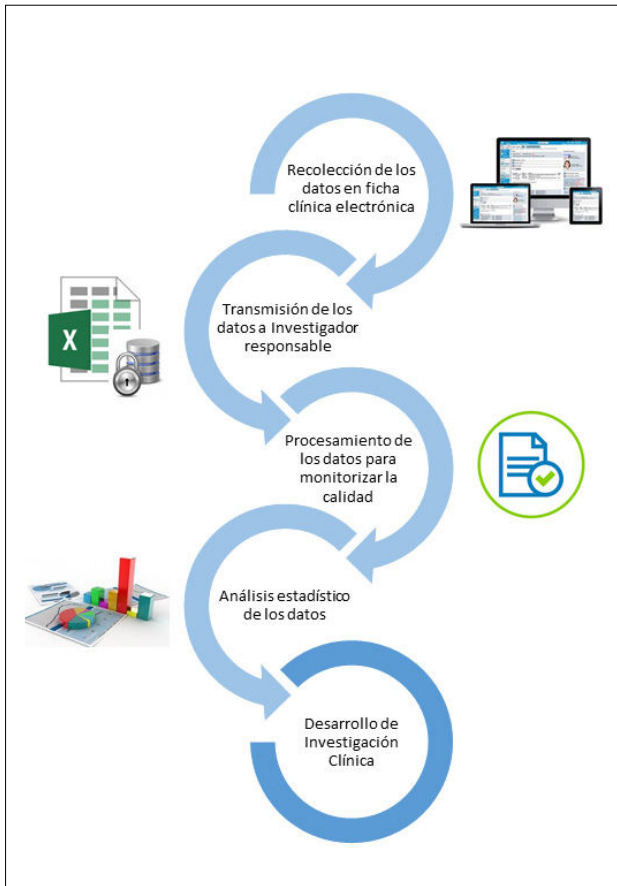 Recolección de los
datos en ficha
clínica electrónica
Transmisión de los
datos a Investigador
responsable
X
Procesamiento de
los datos para
monitorizar la
calidad
Análisis estadístico
de los datos
Desarrollo de
Investigación
Clínica